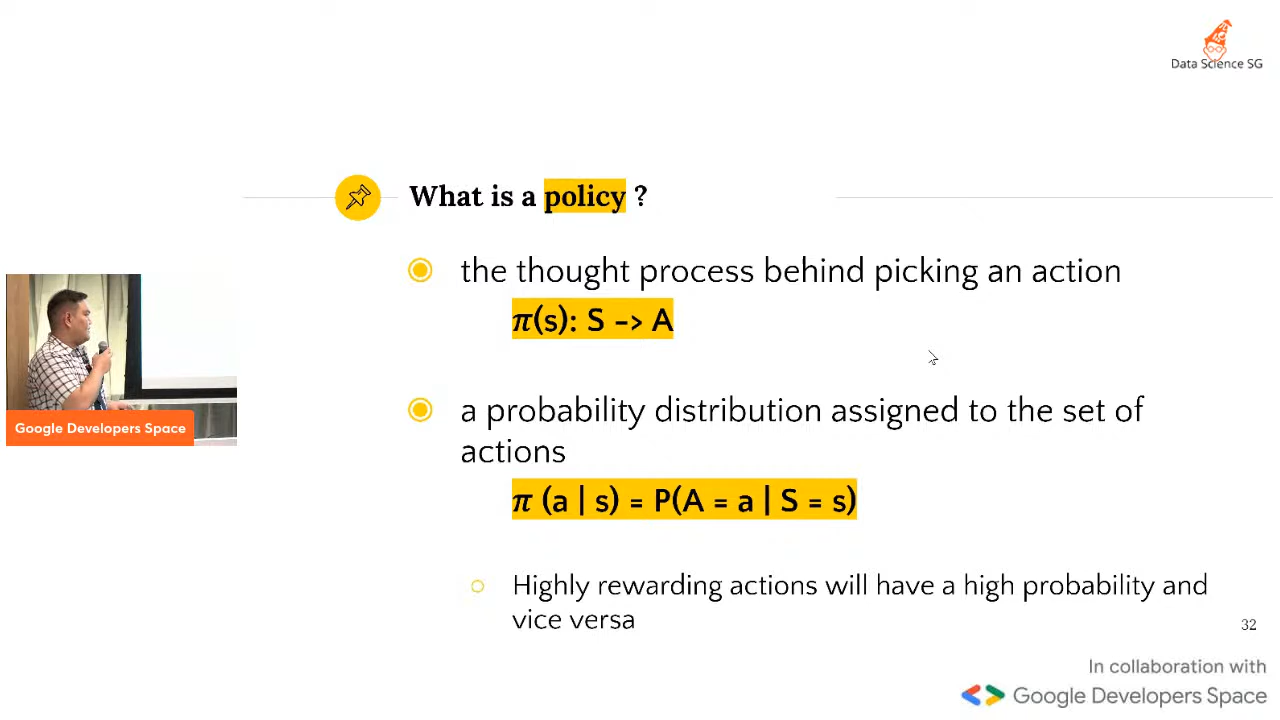 Data Science SG
What is a policy ?
the thought process behind picking an action
π(s): S -> A
a probability distribution assigned to the set of
actions
π (a | s) = P(A = a | S = s)
Highly rewarding actions will have a high probability and
vice versa
32
Google Developers Space
In collaboration with
Google Developers Space